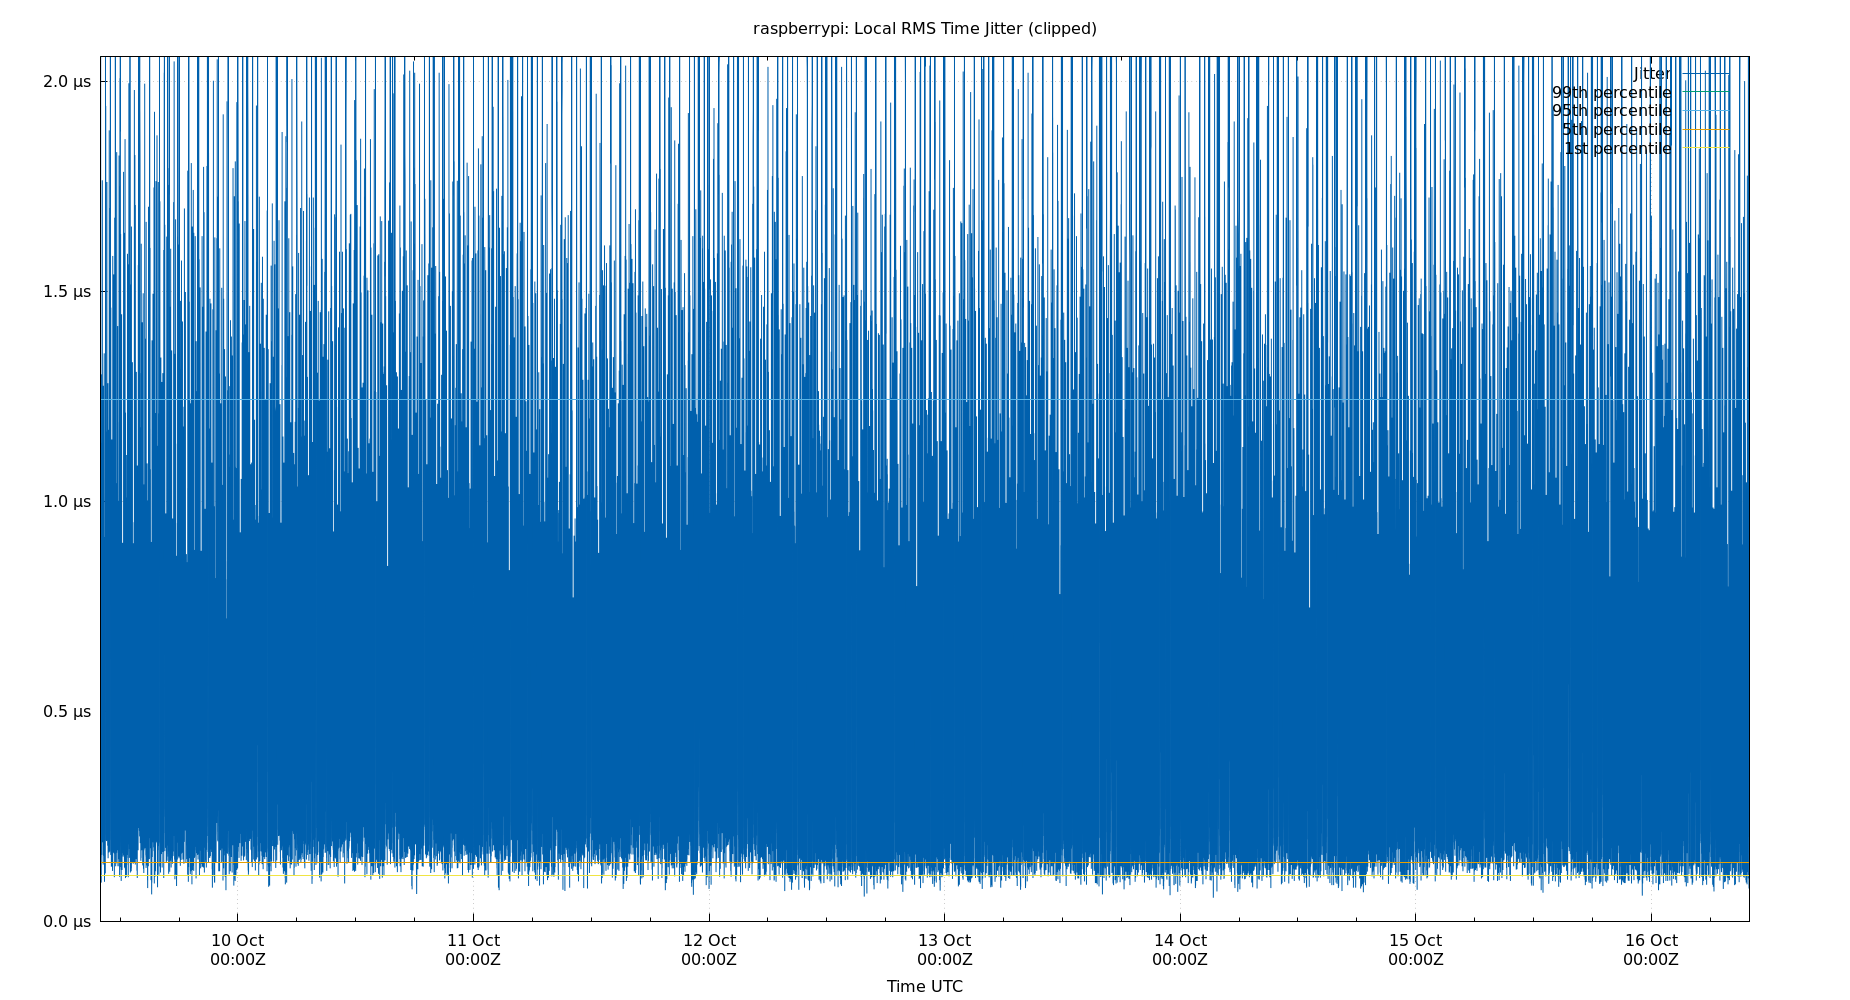 raspberrypi: Local RMS Time Jitter (clipped)
2.0 µs
1.5 µs
1.0 µs
0.5 µs
0.0 µs
Jitter
99th percentile
95th percentile
5th percentile
1st percentile
10 Oct
00:00Z
11 Oct
00:00Z
12 Oct
00:00Z
13 Oct
00:00Z
14 Oct
00:00Z
15 Oct
00:00Z
16 Oct
00:00Z
Time UTC